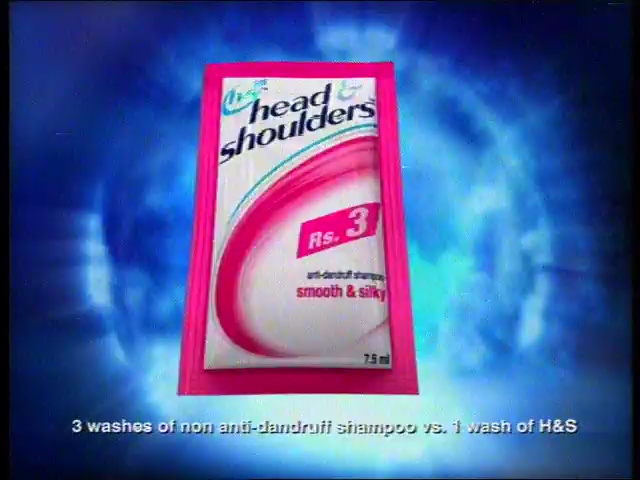 head &
shoulders
Rs. 3
anti-dandruff shampoo
smooth & silky
7.5 ml
3 washes of non anti-dandruff shampoo vs. 1 wash of H&S